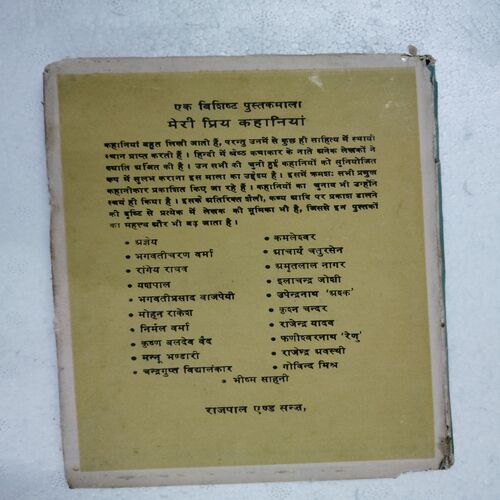 एक विशिष्ट पुस्तकमाला
मेरी प्रिय कहानियां
कहानियां बहुत लिखी जाती हैं, परन्तु उनमें से कुछ ही साहित्य में स्थायी
स्थान प्राप्त करती हैं। हिन्दी में श्रेष्ठ कथाकार के नाते अनेक लेखकों ने
ख्याति अर्जित की है। उन सभी की चुनी हुई कहानियों को सुनियोजित
रूप में सुलभ कराना इस माला का उद्देश्य है। इसमें क्रमशः सभी प्रमुख
कहानीकार प्रकाशित किए जा रहे हैं। कहानियों का चुनाव भी उन्होंने
स्वयं ही किया है। इसके अतिरिक्त शैली, कथ्य आदि पर प्रकाश डालने
की दृष्टि से प्रत्येक में लेखक की भूमिका भी है, जिससे इन पुस्तकों
का महत्व और भी बढ़ जाता है।
• अज्ञेय
• भगवतीचरण वर्मा
• रांगेय राघव
• यशपाल
• भगवतीप्रसाद वाजपेयी
• मोहन राकेश
• निर्मल वर्मा
• कृष्ण बलदेव वैद
• मन्नू भण्डारी
• चन्द्रगुप्त विद्यालंकार
• कमलेश्वर
• आचार्य चतुरसेन
• अमृतलाल नागर
• इलाचन्द्र जोशी
• उपेन्द्रनाथ 'अश्क'
• कृश्न चन्दर
• राजेन्द्र यादव
• फणीश्वरनाथ 'रेणु'
• राजेन्द्र अवस्थी
• गोविन्द मिश्र
• भीष्म साहनी
राजपाल एण्ड सन्ज़,